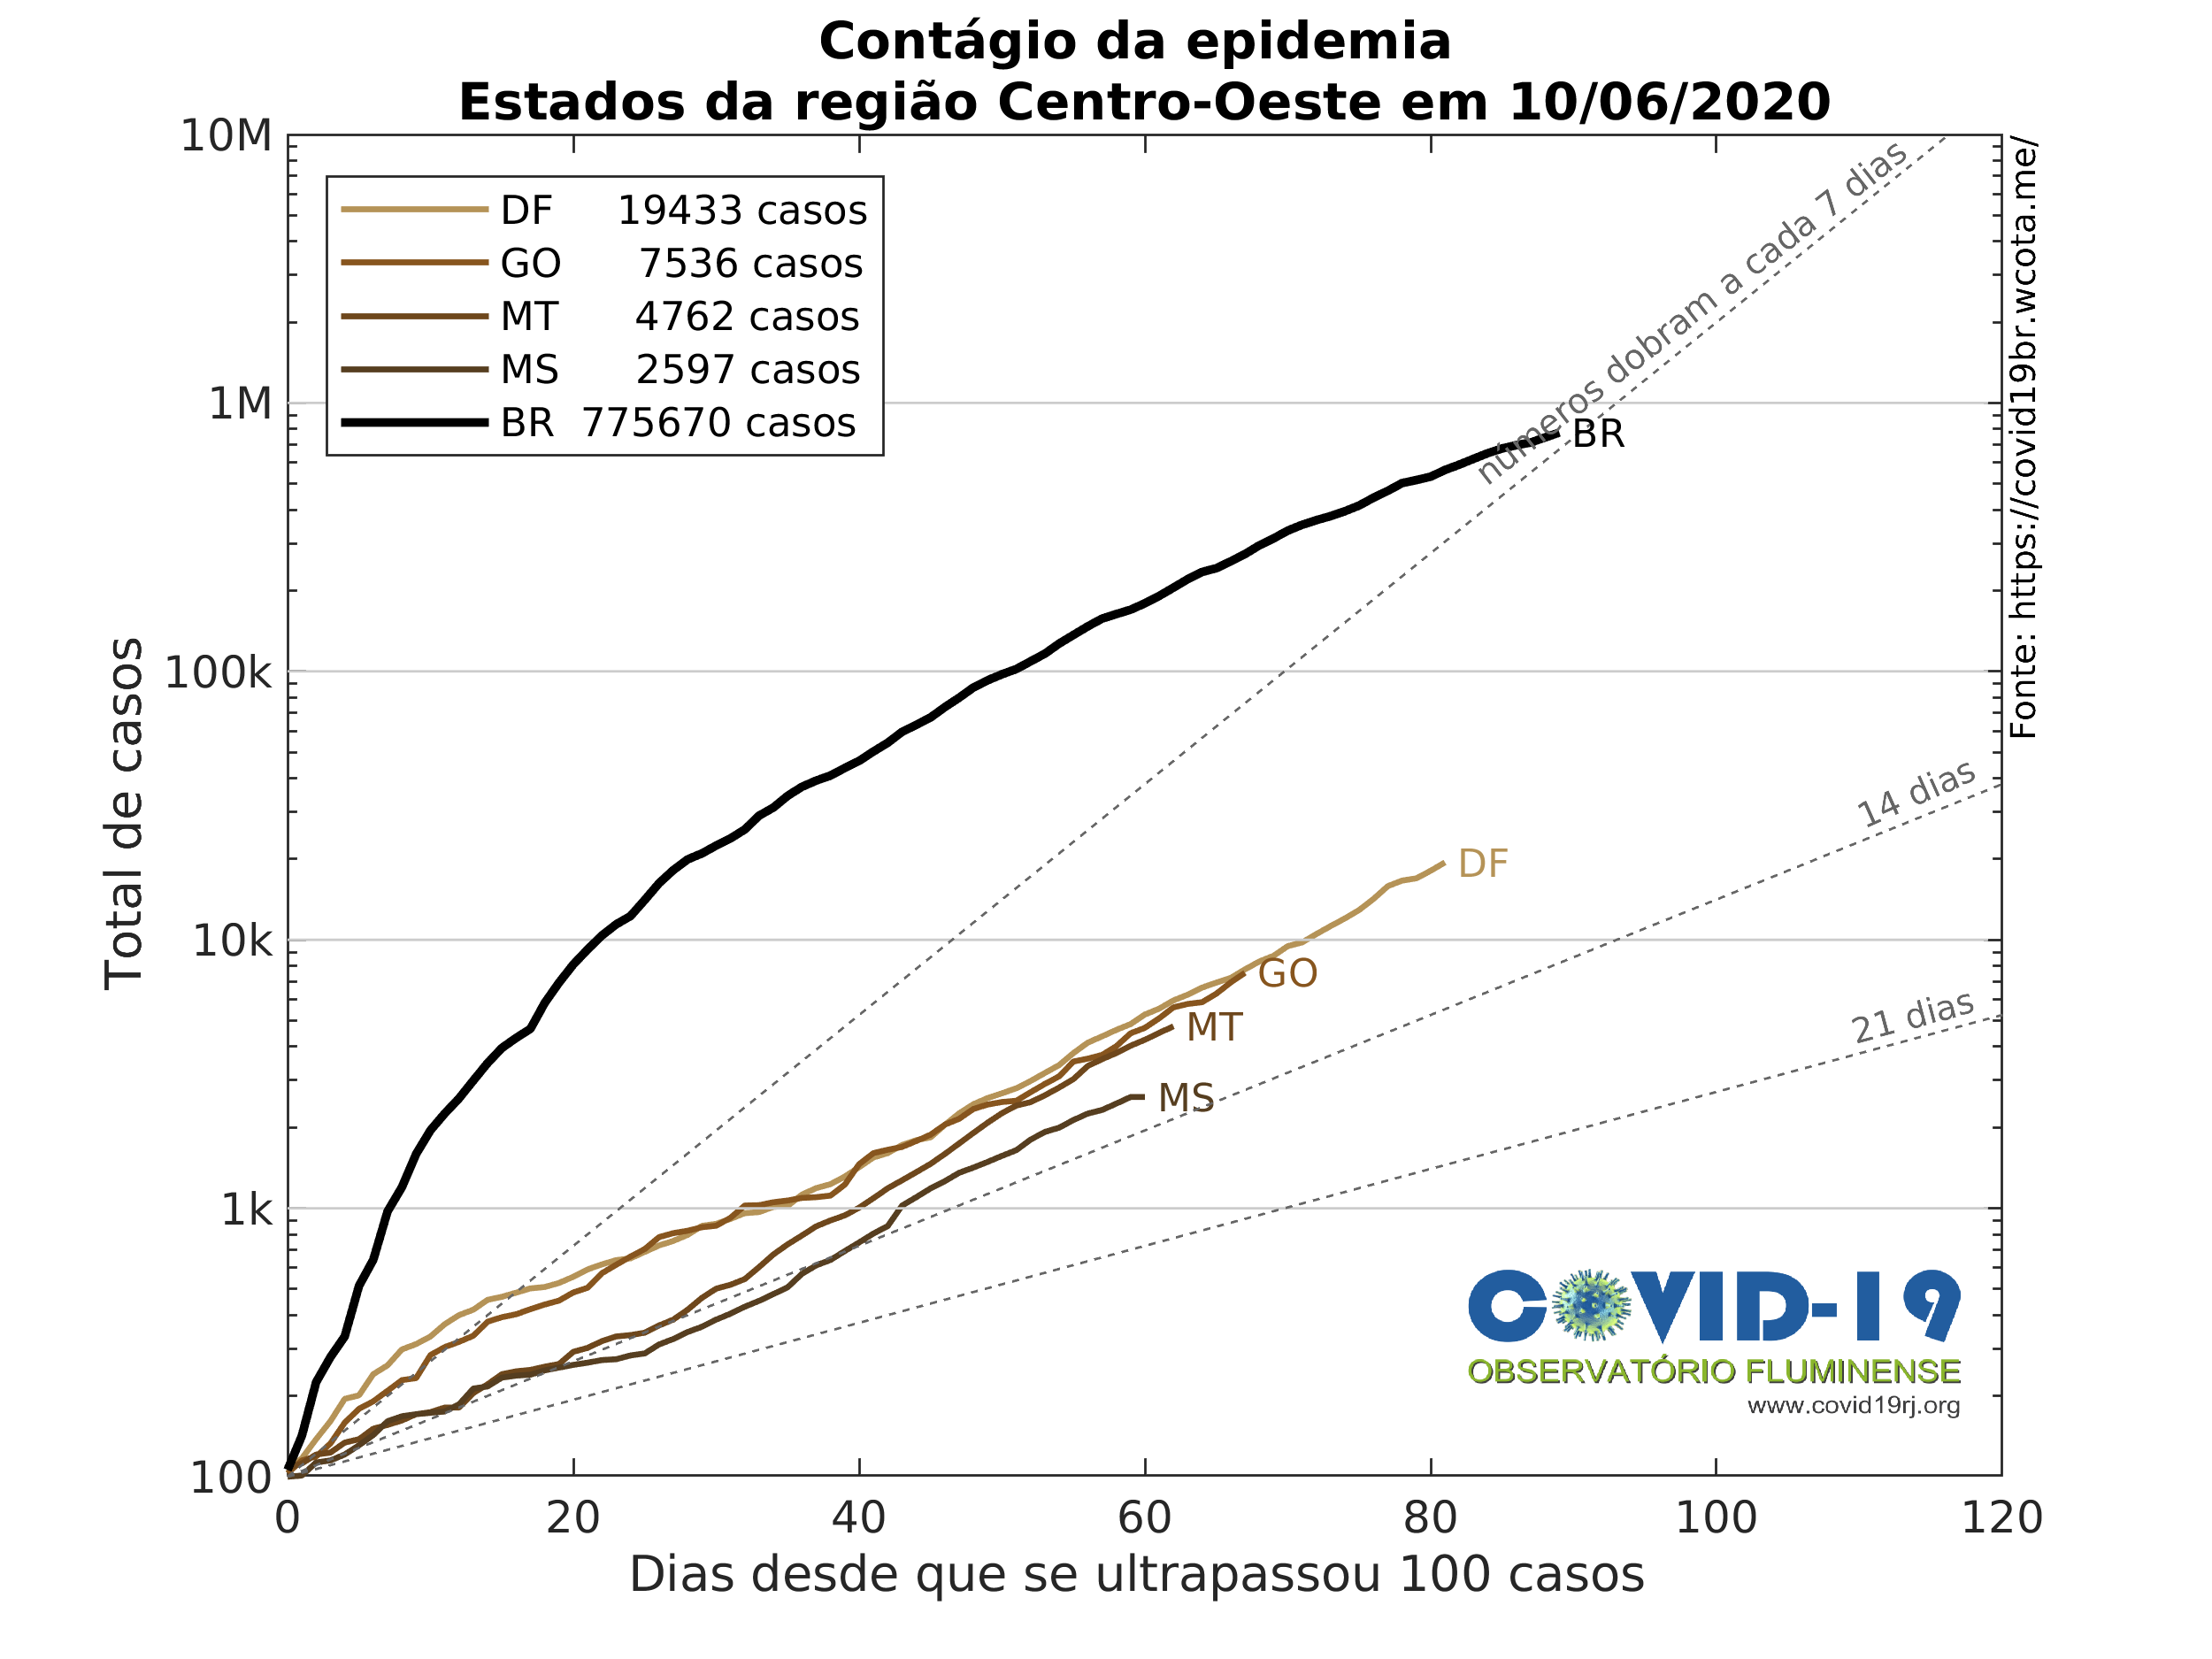 Contágio da epidemia
Estados da região Centro-Oeste em 10/06/2020
10M
1M
100k
10k
1k
100
Total de casos
DF 19433 casos
GO 7536 casos
MT 4762 casos
MS 2597 casos
BR 775670 casos
números dobram a cada 7 dias
BR
14 dias
DF
GO
21 dias
MT
MS
Fonte: https://covid19br.wcota.me/
COVID-19
OBSERVATÓRIO FLUMINENSE
www.covid19rj.org
0 20 40 60 80 100 120
Dias desde que se ultrapassou 100 casos